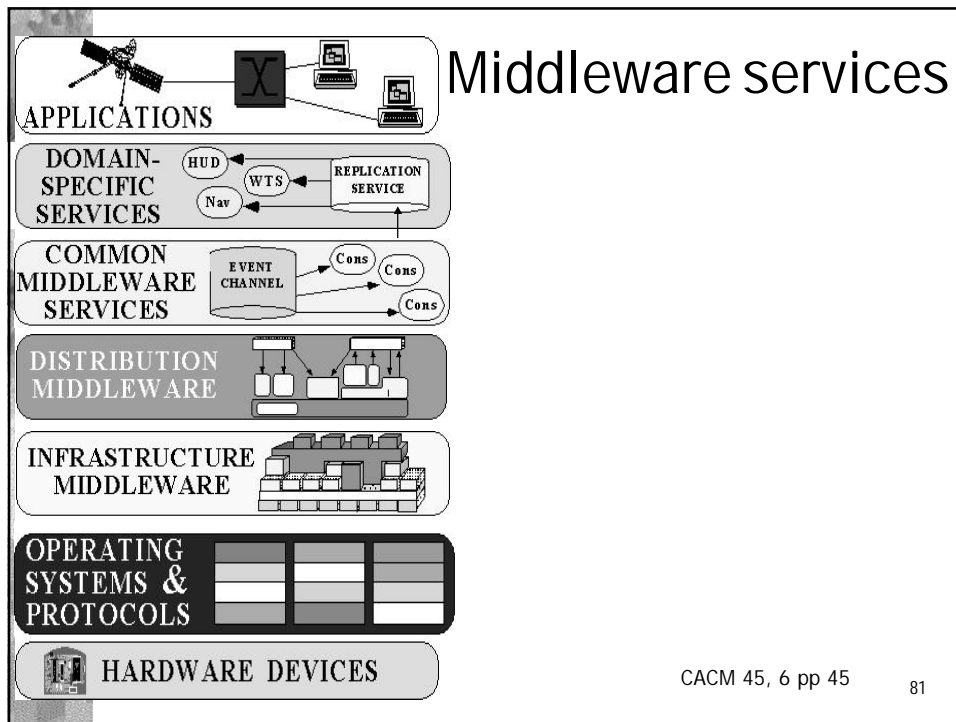 Middleware services
APPLICATIONS
DOMAIN-
SPECIFIC
SERVICES
HUD
WTS
Nav
REPLICATION
SERVICE
COMMON
MIDDLEWARE
SERVICES
EVENT
CHANNEL
Cons
Cons
Cons
DISTRIBUTION
MIDDLEWARE
INFRASTRUCTURE
MIDDLEWARE
OPERATING
SYSTEMS &
PROTOCOLS
HARDWARE DEVICES
CACM 45, 6 pp 45
81